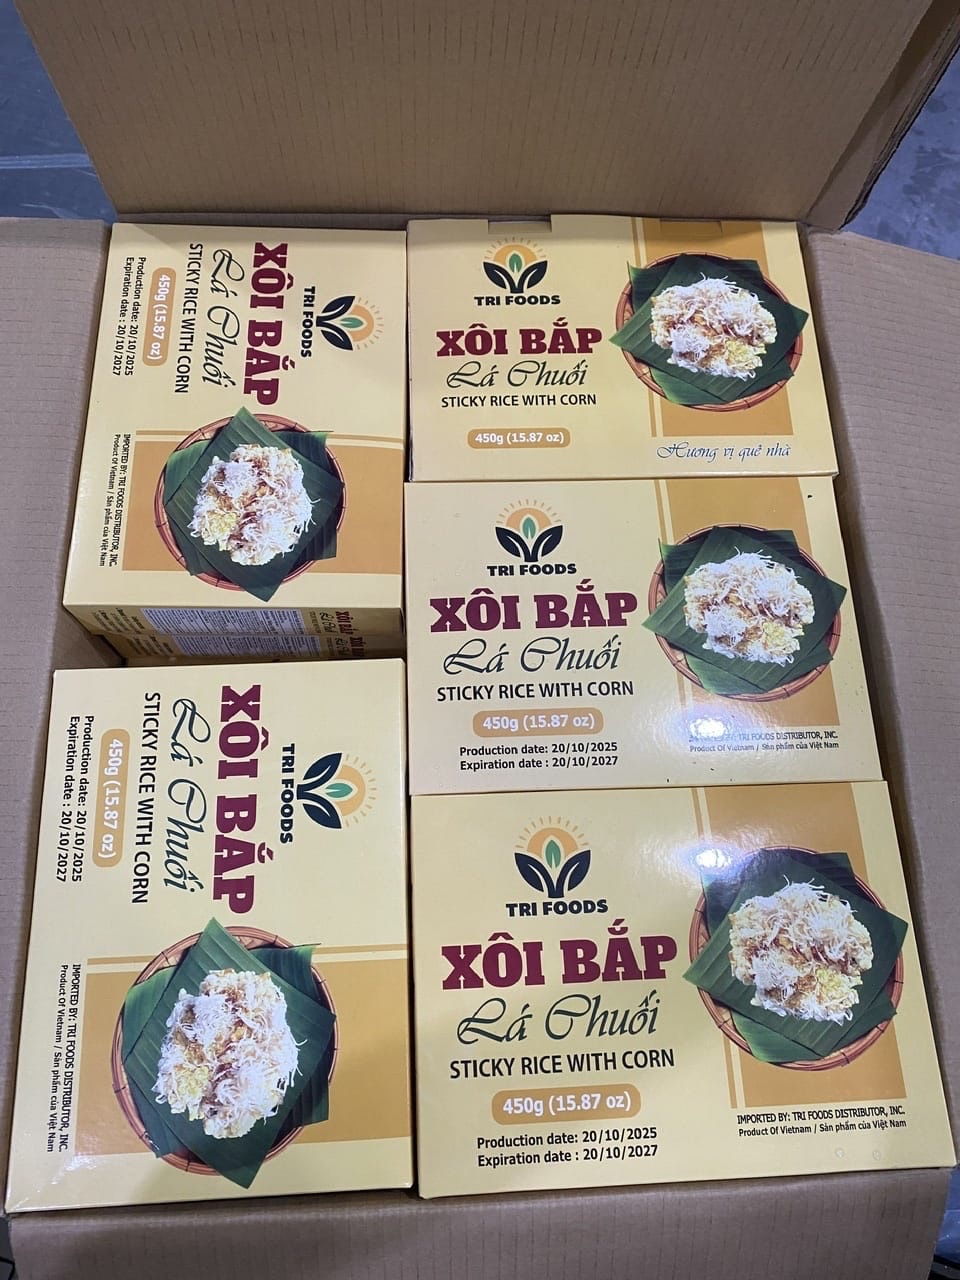 TRI FOODS
XÔI BẮP
Lá Chuối
STICKY RICE WITH CORN
450g (15.87 oz)
Production date: 20/10/2025
Expiration date : 20/10/2027
IMPORTED BY: TRI FOODS DISTRIBUTOR, INC.
Product Of Vietnam / Sản phẩm của Việt Nam
XÔI BẮP
XÔI BẮP
TRI FOODS
XÔI BẮP
Lá Chuối
STICKY RICE WITH CORN
450g (15.87 oz)
Hương vị quê nhà
TRI FOODS
XÔI BẮP
Lá Chuối
STICKY RICE WITH CORN
450g (15.87 oz)
Production date: 20/10/2025
Expiration date : 20/10/2027
TRI FOODS DISTRIBUTOR, INC.
Product Of Vietnam / Sản phẩm của Việt Nam
TRI FOODS
XÔI BẮP
Lá Chuối
STICKY RICE WITH CORN
450g (15.87 oz)
Production date: 20/10/2025
Expiration date : 20/10/2027
IMPORTED BY: TRI FOODS DISTRIBUTOR, INC.
Product Of Vietnam / Sản phẩm của Việt Nam
TRI FOODS
XÔI BẮP
Lá Chuối
STICKY RICE WITH CORN
450g (15.87 oz)
Production date: 20/10/2025
Expiration date : 20/10/2027
IMPORTED BY: TRI FOODS DISTRIBUTOR, INC.
Product Of Vietnam / Sản phẩm của Việt Nam